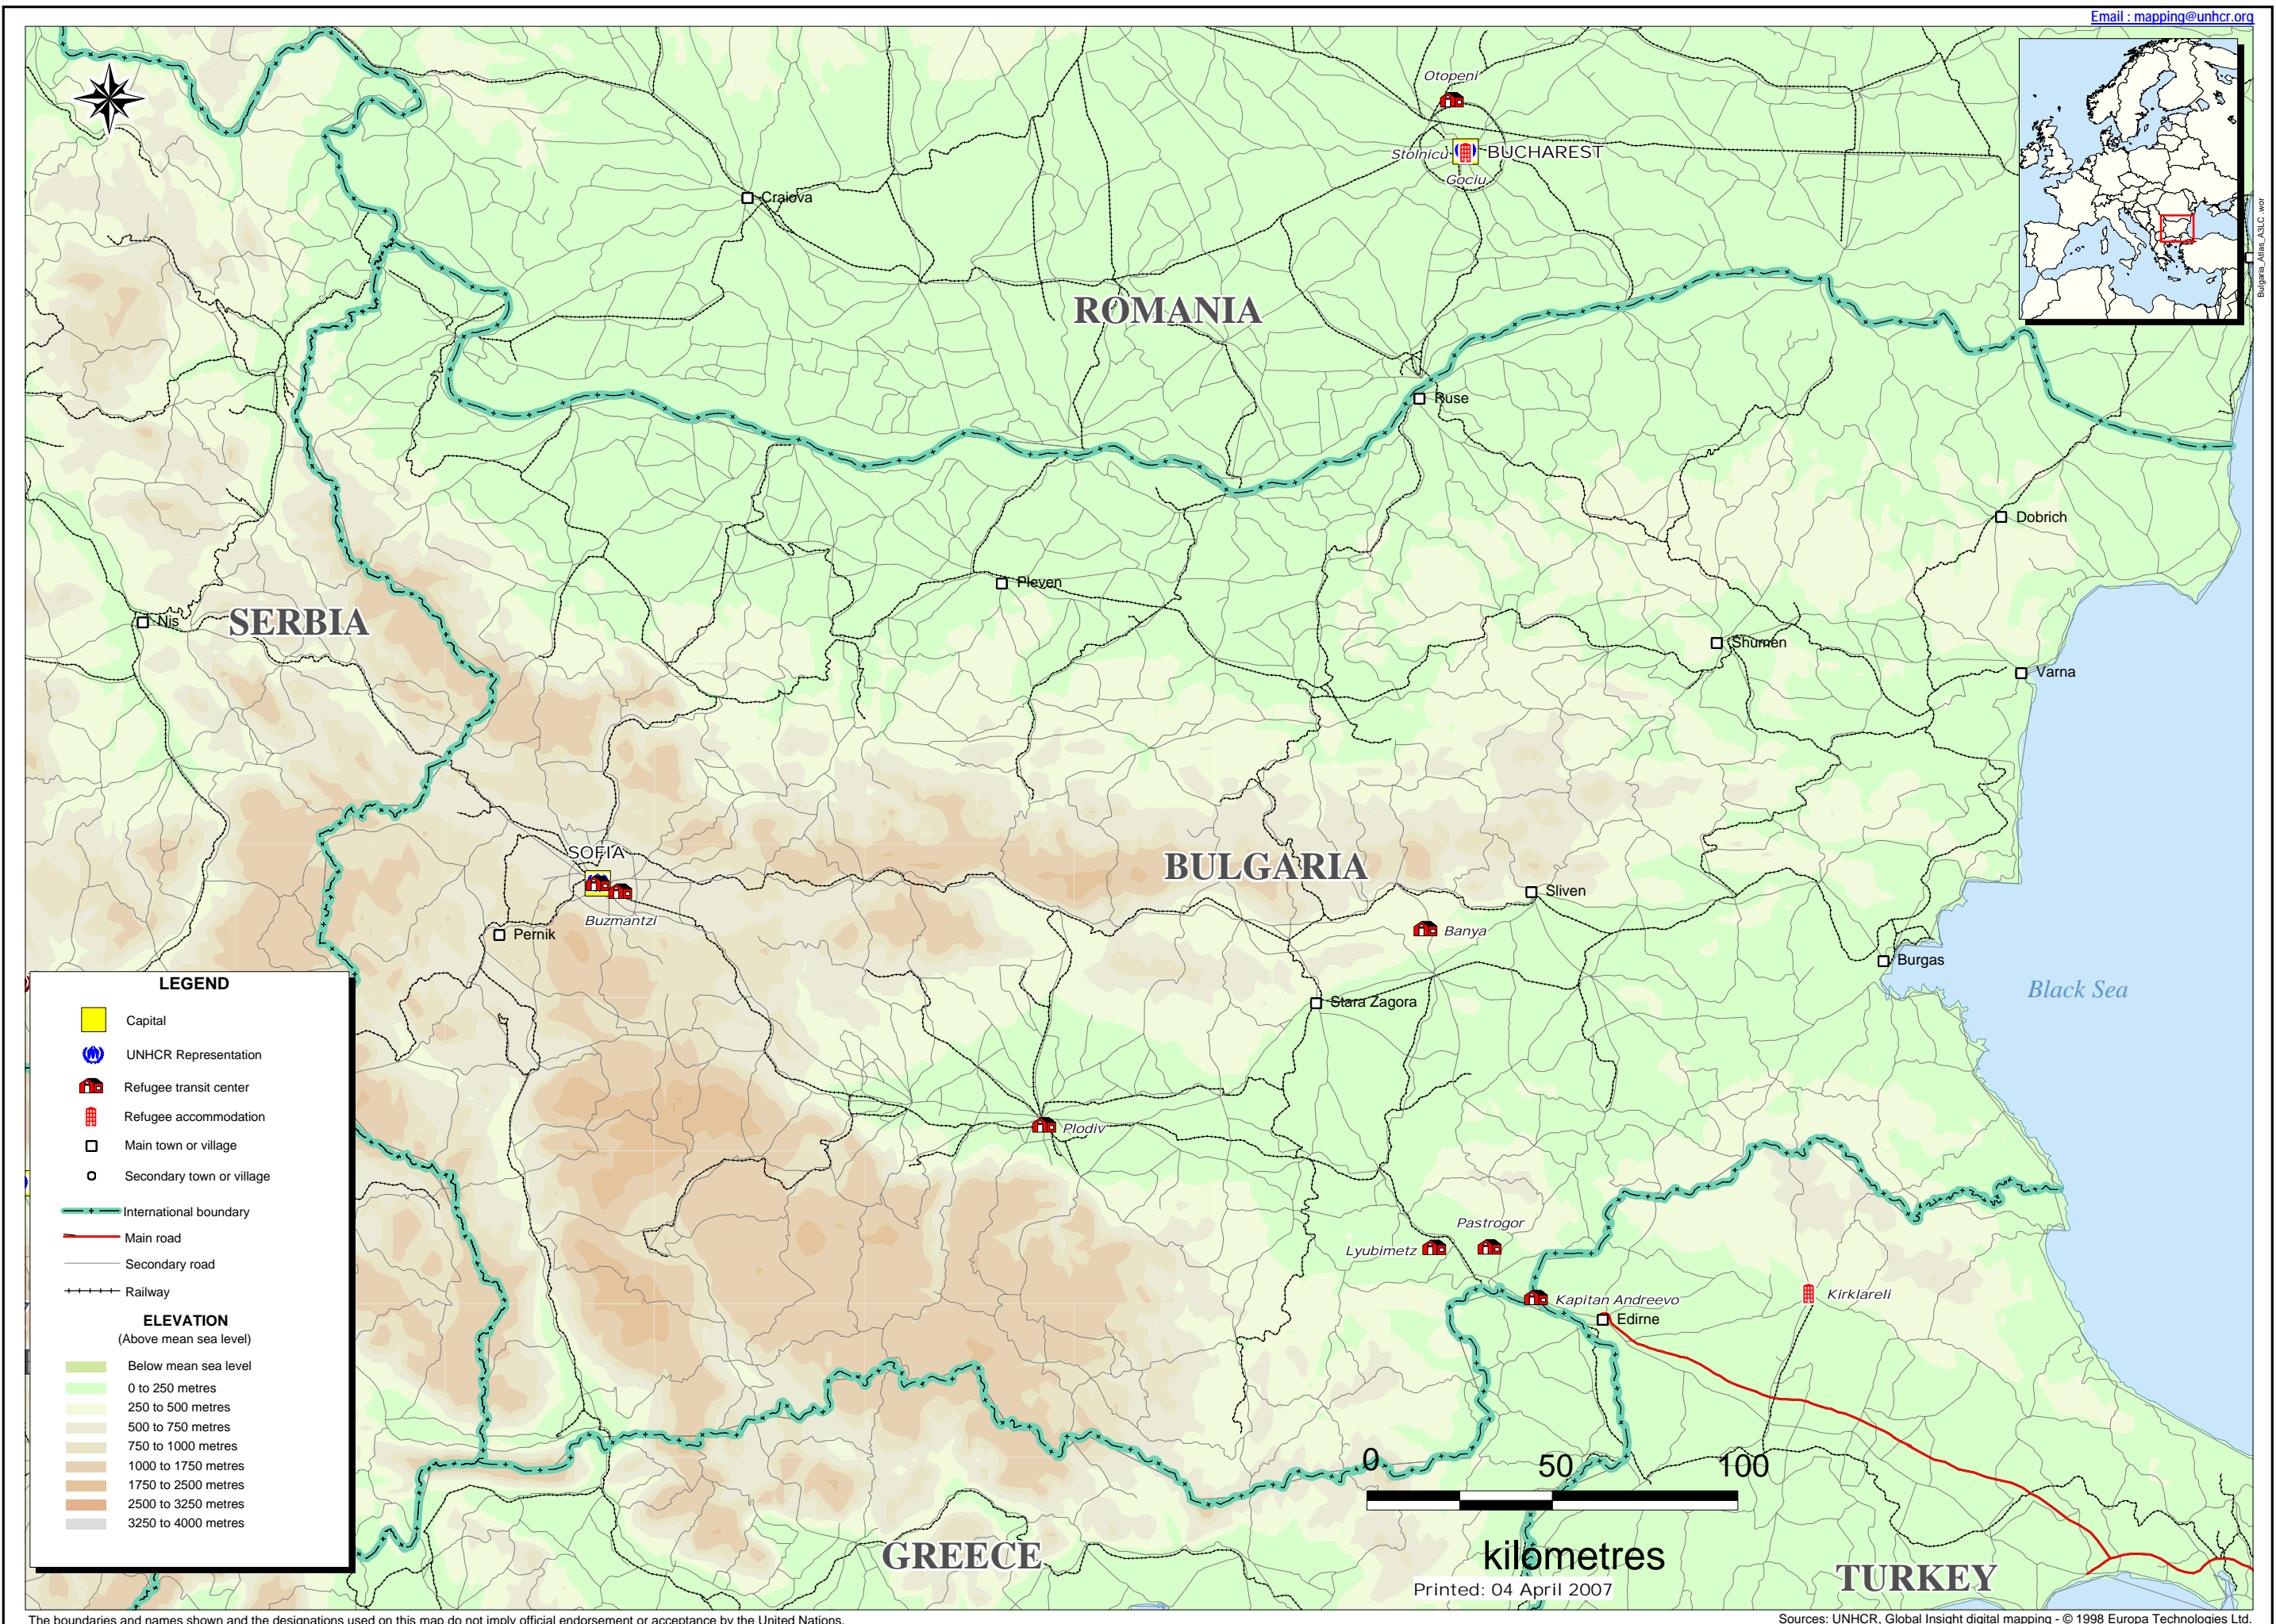 Email : mapping@unhcr.org
Otopeni
Stolnicu
BUCHAREST
Gociu
Craiova
Bulgaria_Atlas_A3LC .wor
ROMANIA
Ruse
Dobrich
Pleven
Nis
SERBIA
Shumen
Varna
SOFIA
BULGARIA
Sliven
Buzmantzi
Banya
Pernik
Burgas
Black Sea
Stara Zagora
Plodiv
Pastrogor
Lyubimetz
Kapitan Andreevo
Kirklareli
Edirne
LEGEND
Capital
UNHCR Representation
Refugee transit center
Refugee accommodation
Main town or village
Secondary town or village
International boundary
Main road
Secondary road
Railway
ELEVATION
(Above mean sea level)
Below mean sea level
0 to 250 metres
250 to 500 metres
500 to 750 metres
750 to 1000 metres
1000 to 1750 metres
1750 to 2500 metres
2500 to 3250 metres
3250 to 4000 metres
0 50 100
kilometres
GREECE
TURKEY
Printed: 04 April 2007
The boundaries and names shown and the designations used on this map do not imply official endorsement or acceptance by the United Nations.
Sources: UNHCR, Global Insight digital mapping - © 1998 Europa Technologies Ltd.